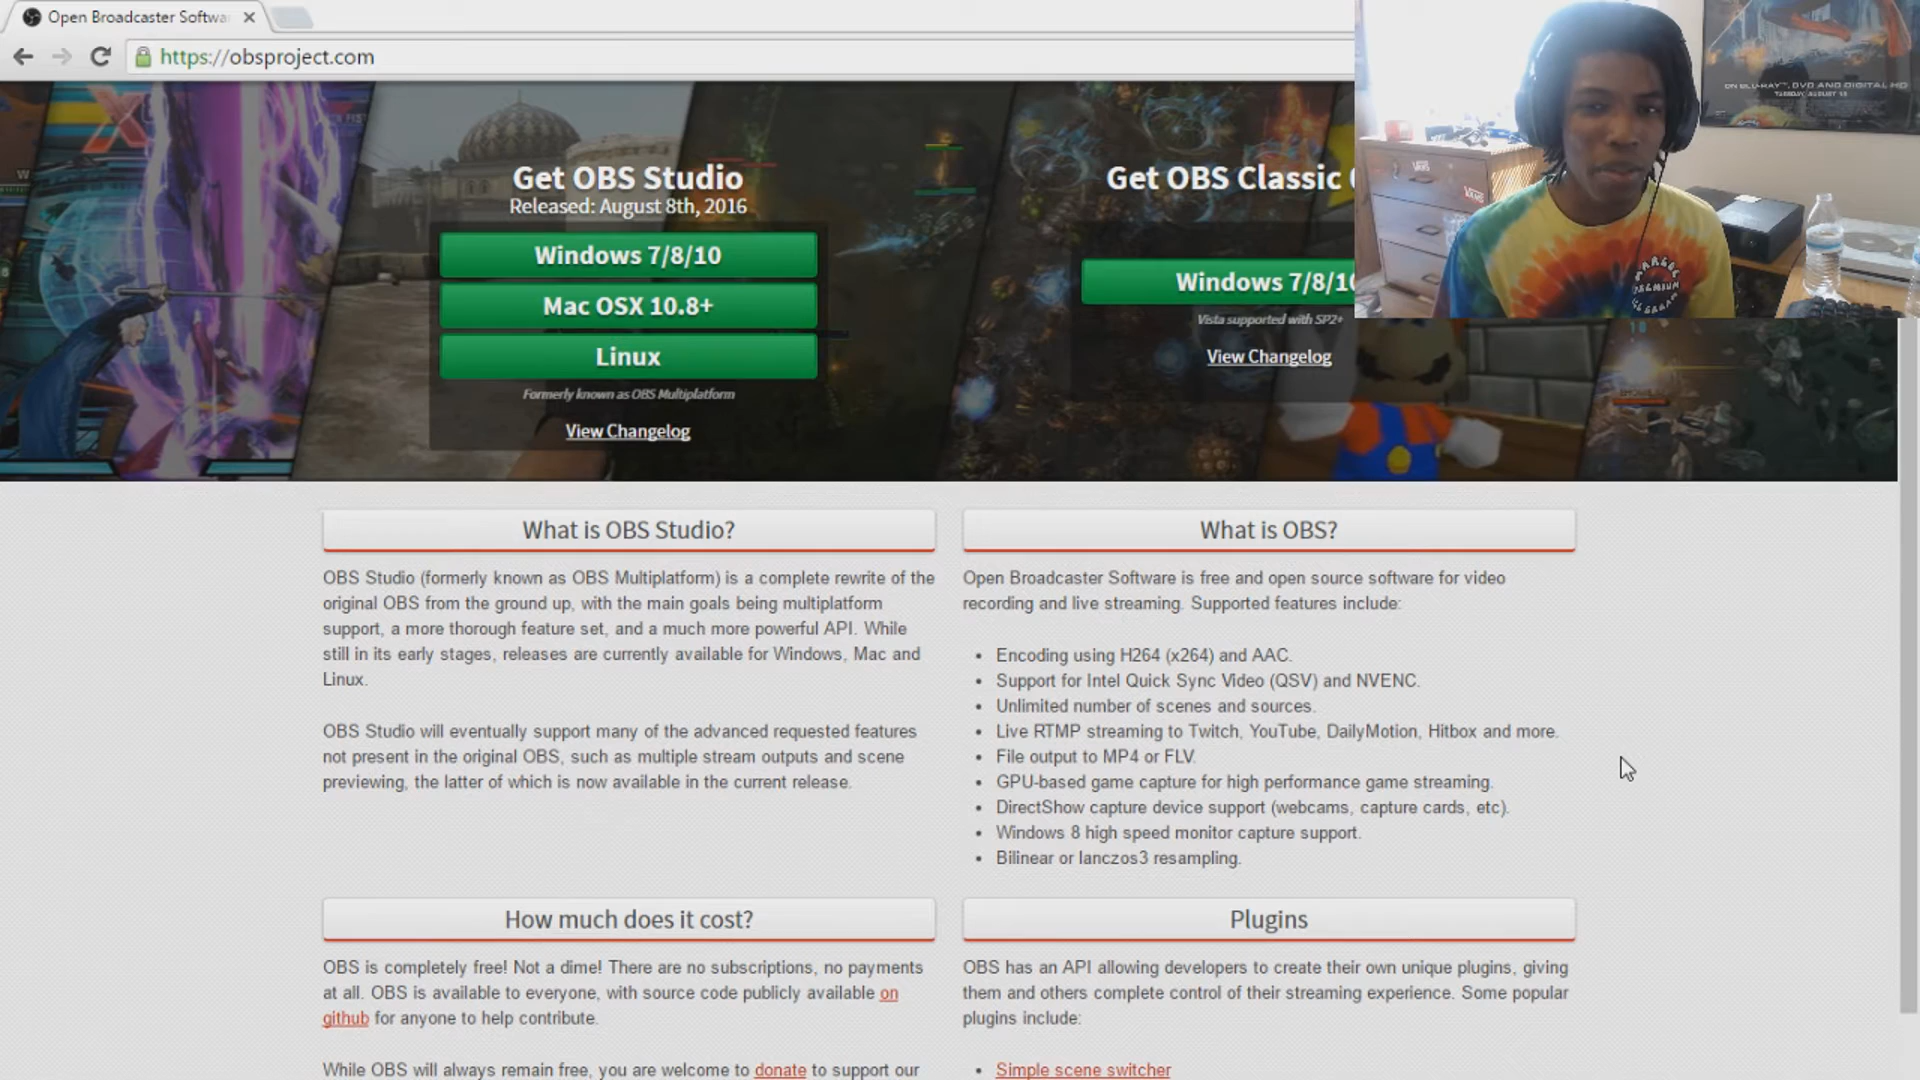 Open Broadcaster Softwa
https://obsproject.com
ON BLU-RAY™, DVD AND DIGITAL HD
TUESDAY, AUGUST
VANS
VANS
Get OBS Studio
Released: August 8th, 2016
Windows 7/8/10
Mac OSX 10.8+
Linux
Formerly known as OBS Multiplatform
View Changelog
Get OBS Classic
Windows 7/8/10
Vista supported with SP2+
View Changelog
PREMIUM
What is OBS Studio?
OBS Studio (formerly known as OBS Multiplatform) is a complete rewrite of the
original OBS from the ground up, with the main goals being multiplatform
support, a more thorough feature set, and a much more powerful API. While
still in its early stages, releases are currently available for Windows, Mac and
Linux.
OBS Studio will eventually support many of the advanced requested features
not present in the original OBS, such as multiple stream outputs and scene
previewing, the latter of which is now available in the current release.
What is OBS?
Open Broadcaster Software is free and open source software for video
recording and live streaming. Supported features include:
• Encoding using H264 (x264) and AAC.
• Support for Intel Quick Sync Video (QSV) and NVENC.
• Unlimited number of scenes and sources.
• Live RTMP streaming to Twitch, YouTube, DailyMotion, Hitbox and more.
• File output to MP4 or FLV.
• GPU-based game capture for high performance game streaming.
• DirectShow capture device support (webcams, capture cards, etc).
• Windows 8 high speed monitor capture support.
• Bilinear or lanczos3 resampling.
How much does it cost?
OBS is completely free! Not a dime! There are no subscriptions, no payments
at all. OBS is available to everyone, with source code publicly available on
github for anyone to help contribute.
While OBS will always remain free, you are welcome to donate to support our
Plugins
OBS has an API allowing developers to create their own unique plugins, giving
them and others complete control of their streaming experience. Some popular
plugins include:
• Simple scene switcher